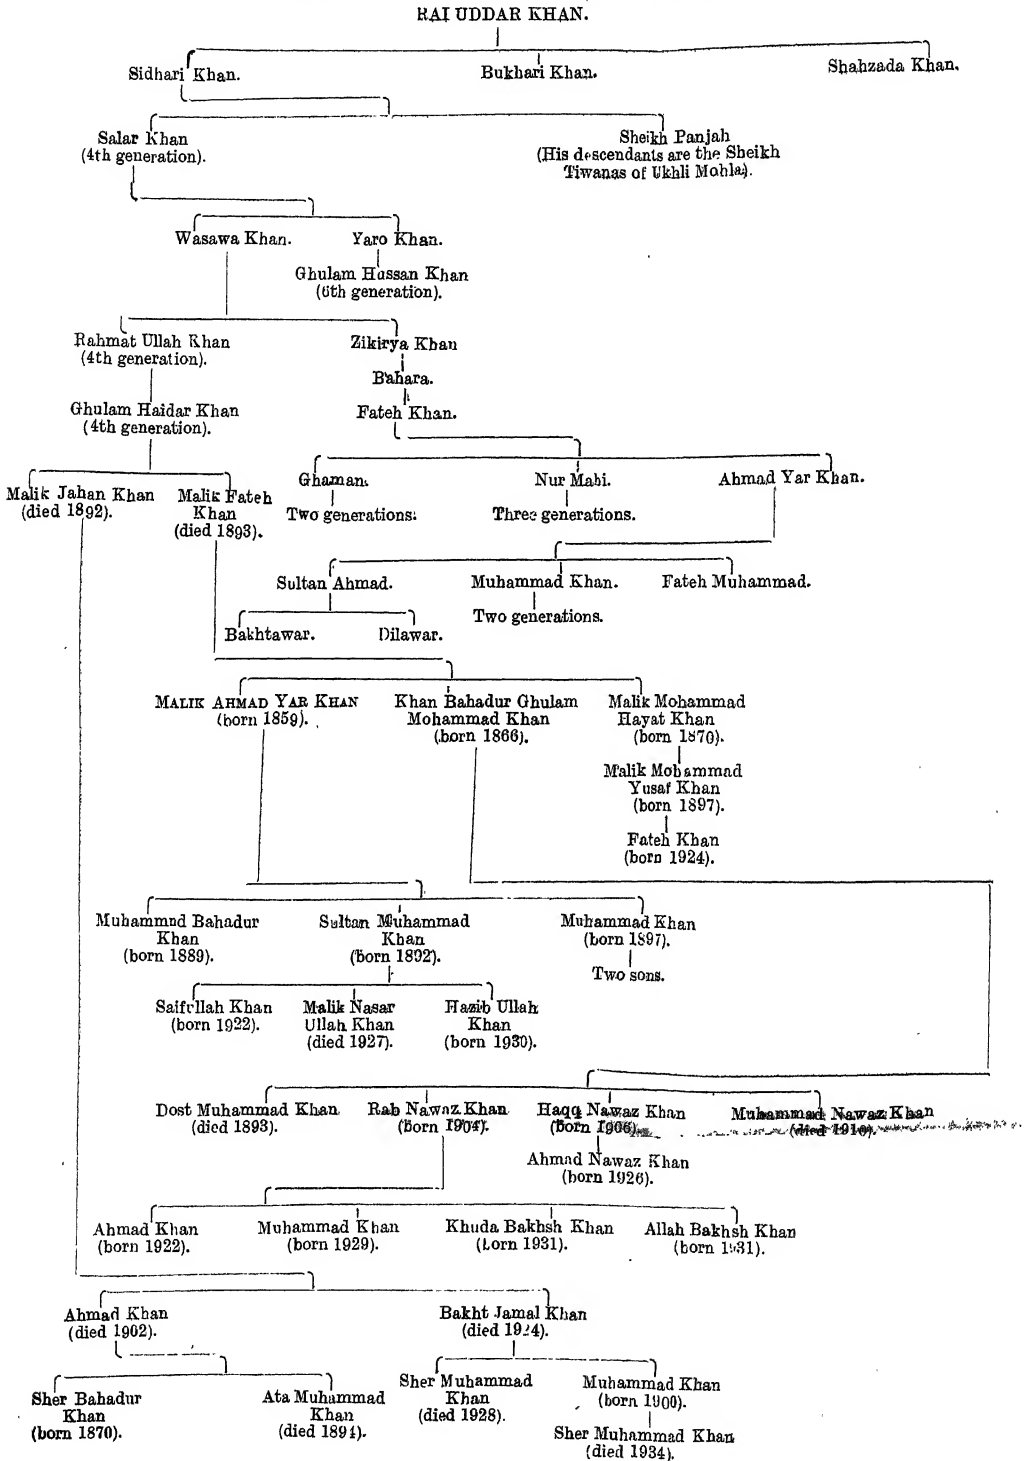 RAI UDDAR KHAN.
Sidhari Khan.
Bukhari Khan.
Shahzada Khan.
Salar Khan
(4th generation).
Sheikh Panjah
(His descendants are the Sheikh
Tiwanas of Ukhli Mohla).
Wasawa Khan.
Yaro Khan.
Ghulam Hussan Khan
(6th generation).
Rahmat Ullah Khan
(4th generation).
Zikirya Khan
Bahara.
Ghulam Haidar Khan
(4th generation).
Fateh Khan.
Malik Jahan Khan
(died 1892).
Malik Fateh
Khan
(died 1893).
Ghaman.
Two generations.
Nur Mahi.
Three generations.
Ahmad Yar Khan.
Sultan Ahmad.
Muhammad Khan.
Two generations.
Fateh Muhammad.
Bakhtawar.
Dilawar.
MALIK AHMAD YAR KHAN
(born 1859).
Khan Bahadur Ghulam
Mohammad Khan
(born 1866).
Malik Mohammad
Hayat Khan
(born 1870).
Malik Mohammad
Yusaf Khan
(born 1897).
Fateh Khan
(born 1924).
Muhammad Bahadur
Khan
(born 1889).
Sultan Muhammad
Khan
(born 1892).
Muhammad Khan
(born 1897).
Two sons.
Saifullah Khan
(born 1922).
Malik Nasar
Ullah Khan
(died 1927).
Hazib Ullah
Khan
(born 1930).
Dost Muhammad Khan
(died 1893).
Rab Nawaz Khan
(born 1904).
Haqq Nawaz Khan
(born 1906)
Ahmad Nawaz Khan
(born 1926).
Muhammad Nawaz Khan
(died 1910).
Ahmad Khan
(born 1922).
Muhammad Khan
(born 1929).
Khuda Bakhsh Khan
(born 1931).
Allah Bakhsh Khan
(born 1931).
Ahmad Khan
(died 1902).
Bakht Jamal Khan
(died 1924).
Sher Bahadur
Khan
(born 1870).
Ata Muhammad
Khan
(died 1894).
Sher Muhammad
Khan
(died 1928).
Muhammad Khan
(born 1900).
Sher Muhammad Khan
(died 1934).